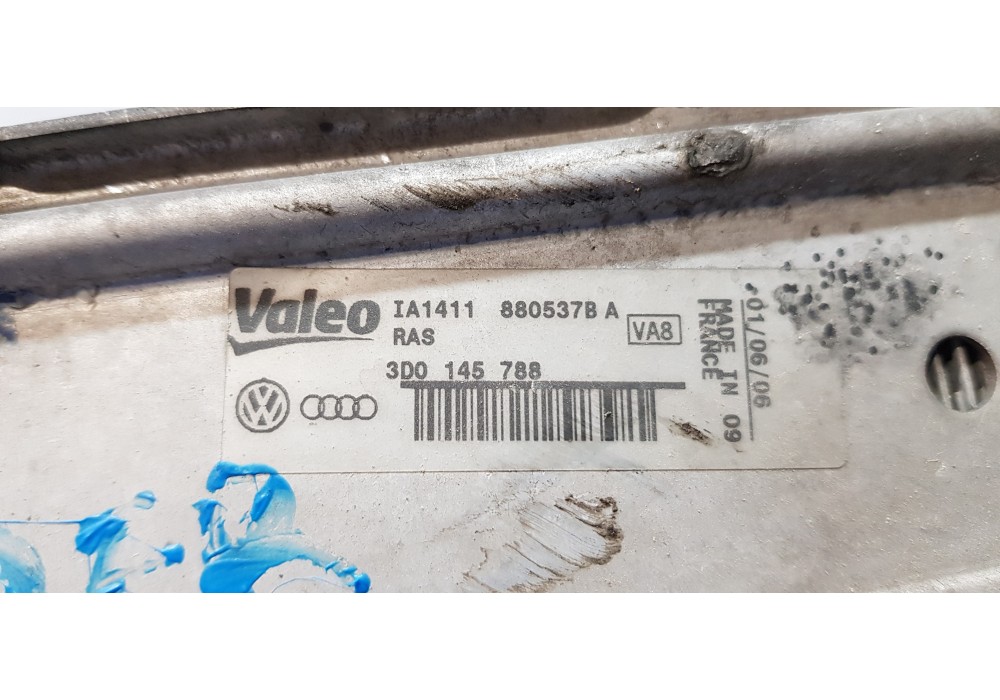 Valeo
IA1411 880537B A
RAS
VA8
3D0 145 788
01/06/06
MADE IN 09
FRANCE